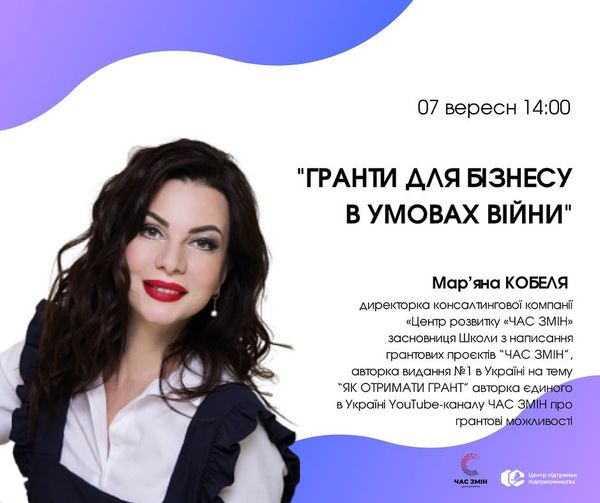 07 вересн 14:00
"ГРАНТИ ДЛЯ БІЗНЕСУ
В УМОВАХ ВІЙНИ"
Мар’яна КОБЕЛЯ
директорка консалтингової компанії
«Центр розвитку «ЧАС ЗМІН»
засновниця Школи з написання
грантових проєктів “ЧАС ЗМІН”,
авторка видання №1 в Україні на тему
“ЯК ОТРИМАТИ ГРАНТ” авторка єдиного
в Україні YouTube-каналу ЧАС ЗМІН про
грантові можливості
ЧАС ЗМІН
Центр підтримки
підприємництва